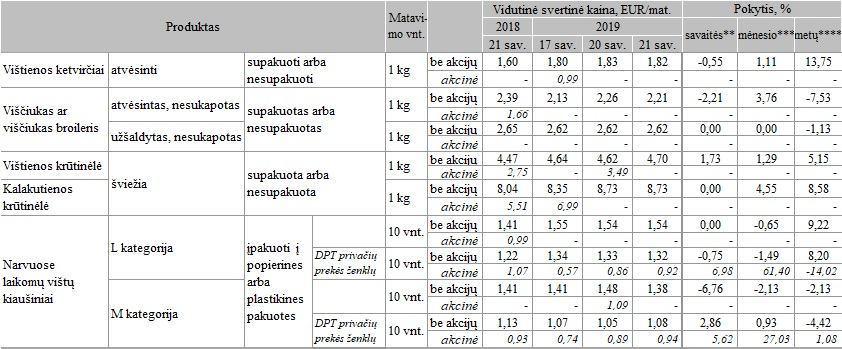 Produktas Matavi-mo vnt. Vidutinė svertinė kaina, EUR/mat. Pokytis, %
2018 2019 savaitės** mėnesio*** metų****
21 sav. 17 sav. 20 sav. 21 sav.
Vištienos ketvirčiai atvėsinti supakuoti arba nesupakuoti 1 kg be akcijų 1,60 1,80 1,83 1,82 -0,55 1,11 13,75
akcinė - 0,99 - - - - -
Viščiukas ar viščiukas broileris atvėsintas, nesukapotas supakuotas arba nesupakuotas 1 kg be akcijų 2,39 2,13 2,26 2,21 -2,21 3,76 -7,53
akcinė 1,66 - - - - - -
užšaldytas, nesukapotas 1 kg be akcijų 2,65 2,62 2,62 2,62 0,00 0,00 -1,13
akcinė - - - - - - -
Vištienos krūtinėlė šviežia supakuota arba nesupakuota 1 kg be akcijų 4,47 4,64 4,62 4,70 1,73 1,29 5,15
akcinė 2,75 - 3,49 - - - -
Kalakutienos krūtinėlė 1 kg be akcijų 8,04 8,35 8,73 8,73 0,00 4,55 8,58
akcinė 5,51 6,99 - - - - -
Narvuose laikomų vištų kiaušiniai L kategorija įpakuoti į popierines arba plastikines pakuotes 10 vnt. be akcijų 1,41 1,55 1,54 1,54 0,00 -0,65 9,22
akcinė 0,99 - - - - - -
DPT privačių prekės ženklų 10 vnt. be akcijų 1,22 1,34 1,33 1,32 -0,75 -1,49 8,20
akcinė 1,07 0,57 0,86 0,92 6,98 61,40 -14,02
M kategorija 10 vnt. be akcijų 1,41 1,41 1,48 1,38 -6,76 -2,13 -2,13
akcinė - - 1,09 - - - -
DPT privačių prekės ženklų 10 vnt. be akcijų 1,13 1,07 1,05 1,08 2,86 0,93 -4,42
akcinė 0,93 0,74 0,89 0,94 5,62 27,03 1,08